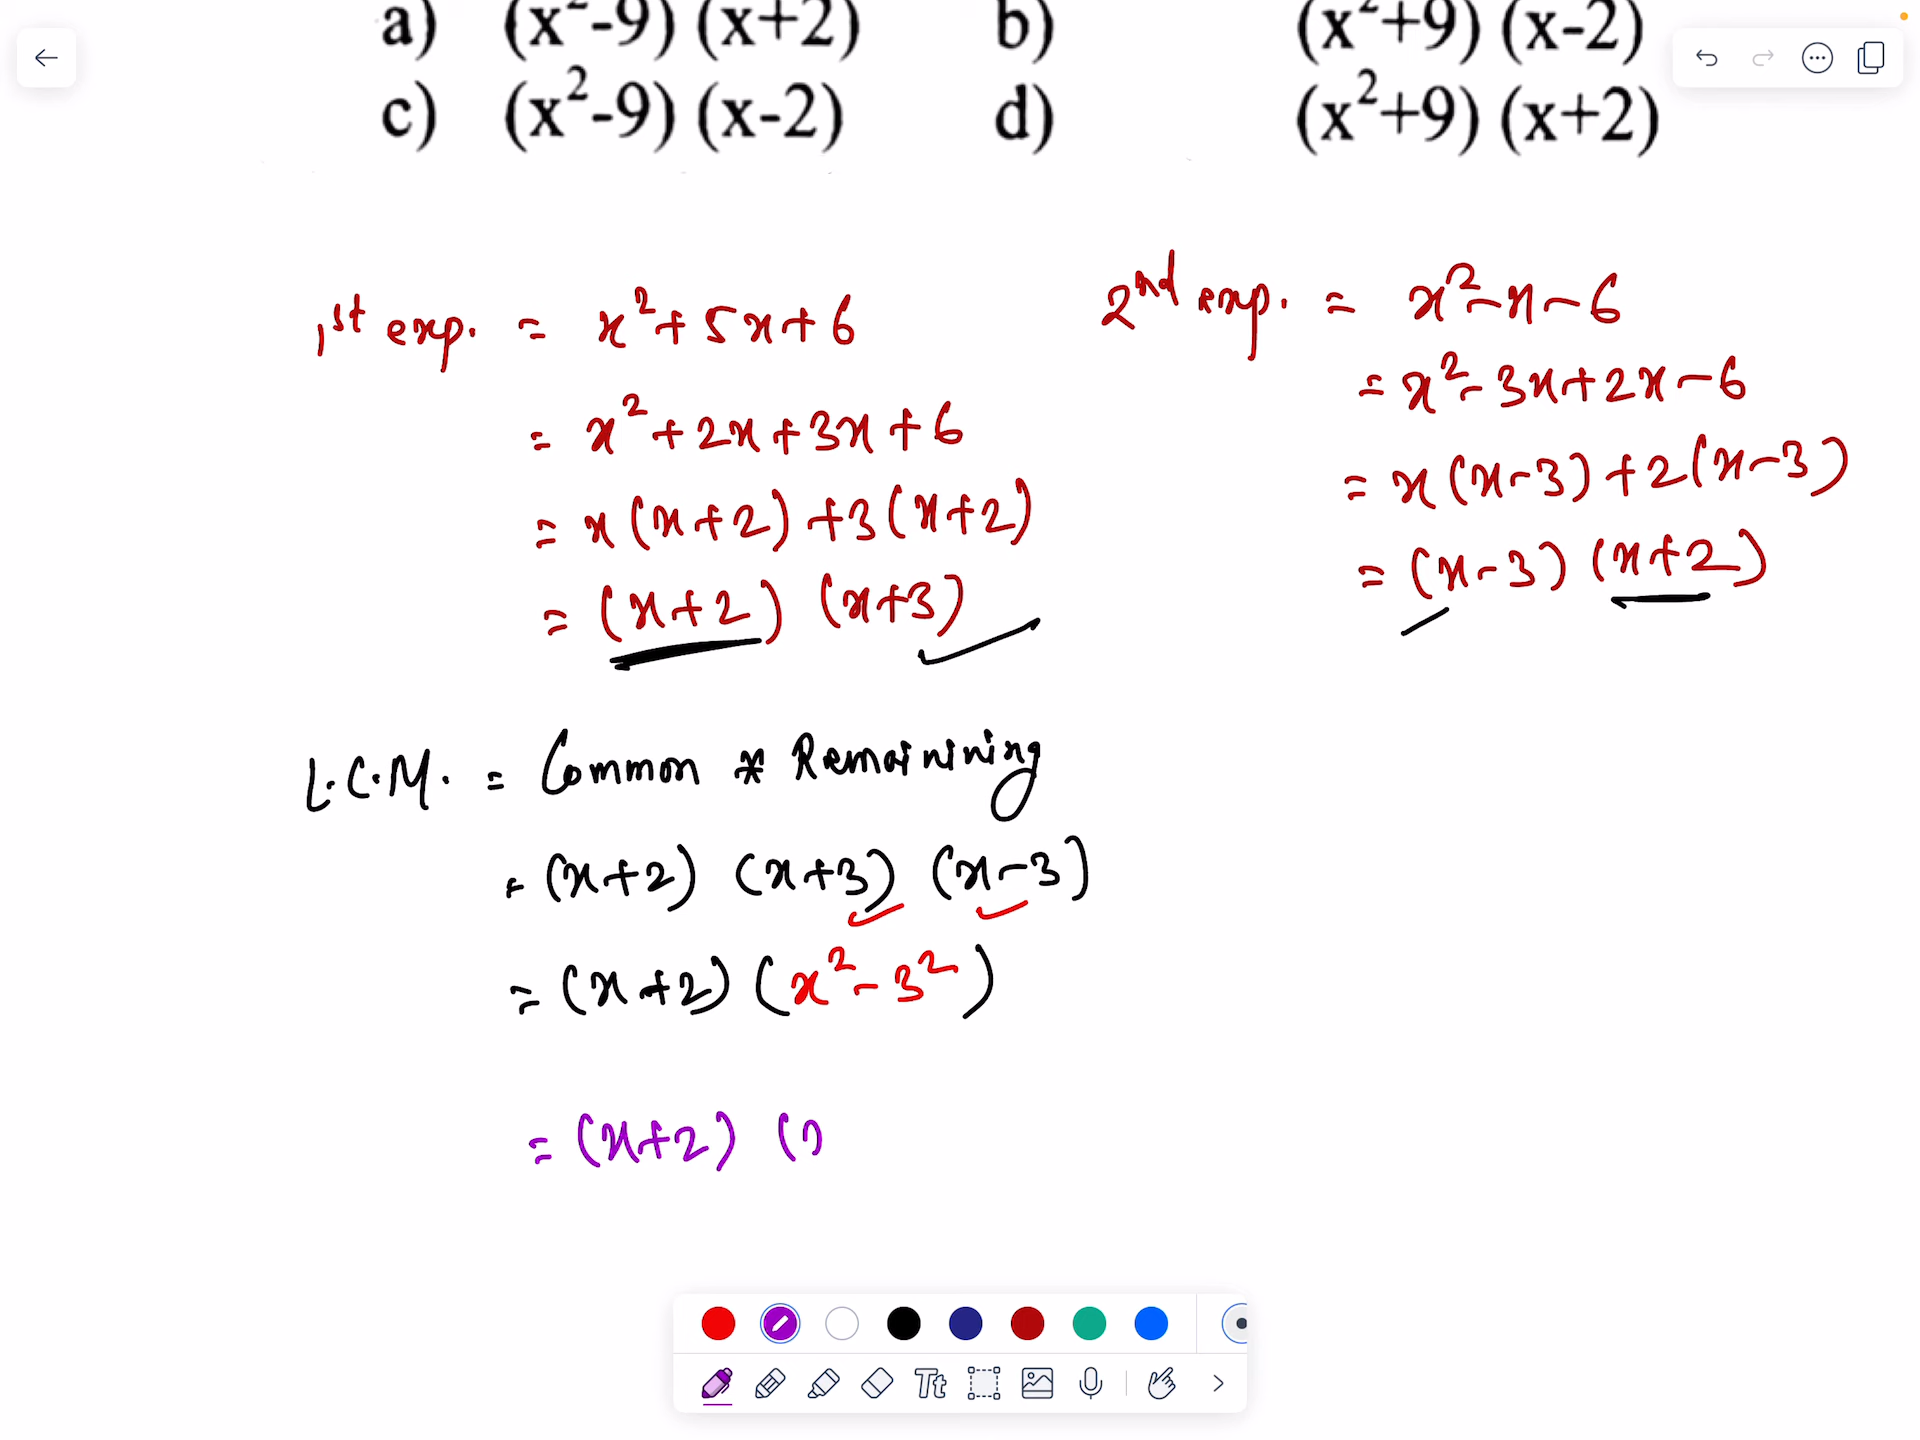 a) (x²-9) (x+2) b) (x²+9) (x-2)
c) (x²-9) (x-2) d) (x²+9) (x+2)
1st exp. = x² + 5x + 6
= x² + 2x + 3x + 6
= x (x+2) + 3 (x+2)
= (x+2) (x+3)
2nd exp. = x² - x - 6
= x² - 3x + 2x - 6
= x (x-3) + 2 (x-3)
= (x-3) (x+2)
L.C.M. = Common * Remainining
= (x+2) (x+3) (x-3)
= (x+2) (x² - 3²)
= (x+2) (
Tt